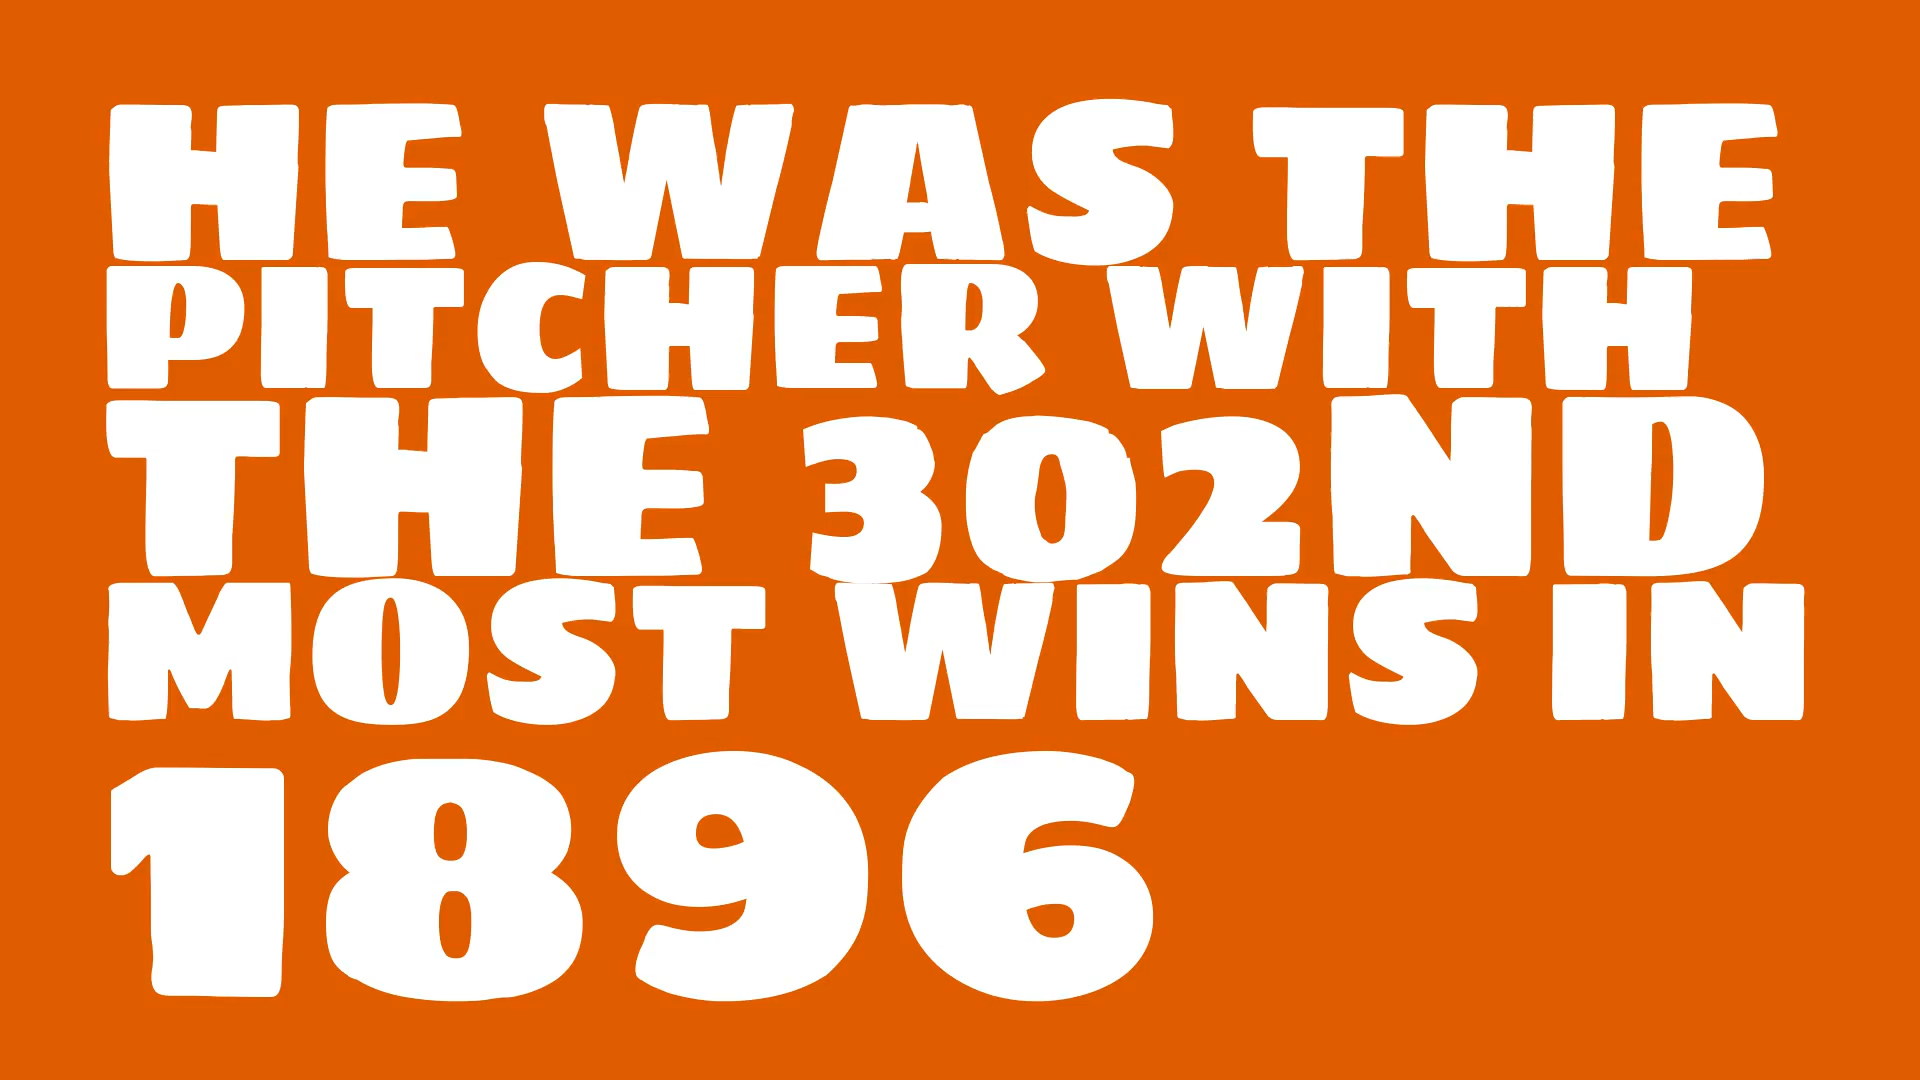 HE WAS THE
PITCHER WITH
THE 302ND
MOST WINS IN
1896